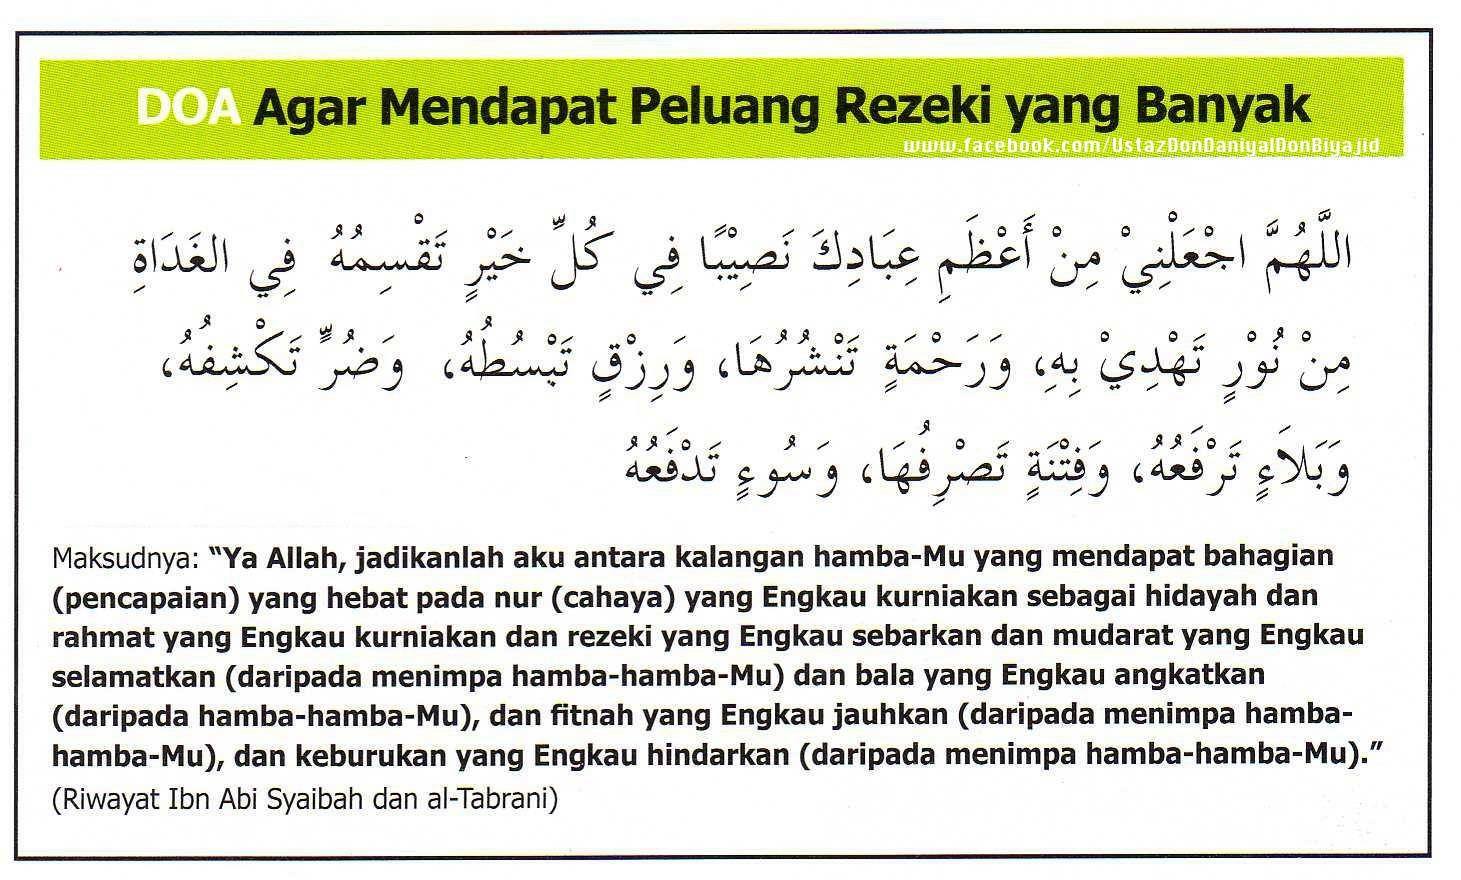 DOA Agar Mendapat Peluang Rezeki yang Banyak
www.facebook.com/UstazDonDaniyalDonBiyajid
اللَّهُمَّ اجْعَلْنِيْ مِنْ أَعْظَمِ عِبَادِكَ نَصِيْبًا فِي كُلِّ خَيْرٍ تَقْسِمُهُ فِي الغَدَاةِ
مِنْ نُوْرٍ تَهْدِيْ بِهِ، وَرَحْمَةٍ تَنْشُرُهَا، وَرِزْقٍ تَبْسُطُهُ، وَضُرٍّ تَكْشِفُهُ،
وَبَلَاءٍ تَرْفَعُهُ، وَفِتْنَةٍ تَصْرِفُهَا، وَسُوءٍ تَدْفَعُهُ
Maksudnya: “Ya Allah, jadikanlah aku antara kalangan hamba-Mu yang mendapat bahagian
(pencapaian) yang hebat pada nur (cahaya) yang Engkau kurniakan sebagai hidayah dan
rahmat yang Engkau kurniakan dan rezeki yang Engkau sebarkan dan mudarat yang Engkau
selamatkan (daripada menimpa hamba-hamba-Mu) dan bala yang Engkau angkatkan
(daripada hamba-hamba-Mu), dan fitnah yang Engkau jauhkan (daripada menimpa hamba-
hamba-Mu), dan keburukan yang Engkau hindarkan (daripada menimpa hamba-hamba-Mu).”
(Riwayat Ibn Abi Syaibah dan al-Tabrani)